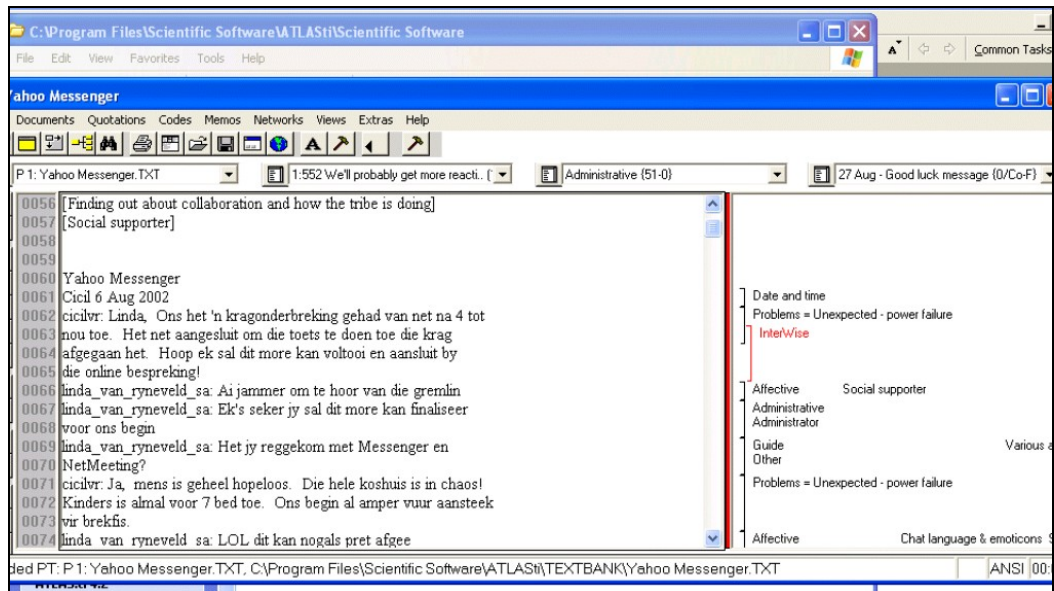 C:\Program Files\Scientific Software\ATLASti\Scientific Software
File Edit View Favorites Tools Help
Common Tasks
ahoo Messenger
Documents Quotations Codes Memos Networks Views Extras Help
A
P 1: Yahoo Messenger.TXT 1:552 We'll probably get more reacti.. Administrative {51-0} 27 Aug - Good luck message {0/Co-F}
0056 [Finding out about collaboration and how the tribe is doing]
0057 [Social supporter]
0058
0059
0060 Yahoo Messenger
0061 Cicil 6 Aug 2002
0062 cicilvr: Linda, Ons het 'n kragonderbreking gehad van net na 4 tot
0063 nou toe. Het net aangesluit om die toets te doen toe die krag
0064 afgegaan het. Hoop ek sal dit more kan voltooi en aansluit by
0065 die online bespreking!
0066 linda_van_ryneveld_sa: Ai jammer om te hoor van die gremlin
0067 linda_van_ryneveld_sa: Ek's seker jy sal dit more kan finaliseer
0068 voor ons begin
0069 linda_van_ryneveld_sa: Het jy reggekom met Messenger en
0070 NetMeeting?
0071 cicilvr: Ja, mens is geheel hopeloos. Die hele koshuis is in chaos!
0072 Kinders is almal voor 7 bed toe. Ons begin al amper vuur aansteek
0073 vir brekfis.
0074 linda_van_ryneveld_sa: LOL dit kan nogals pret afgee
Date and time
Problems = Unexpected - power failure
InterWise
Affective Social supporter
Administrative
Administrator
Guide Various a
Other
Problems = Unexpected - power failure
Affective Chat language & emoticons S
ded PT: P 1: Yahoo Messenger.TXT, C:\Program Files\Scientific Software\ATLASti\TEXTBANK\Yahoo Messenger.TXT ANSI 00: